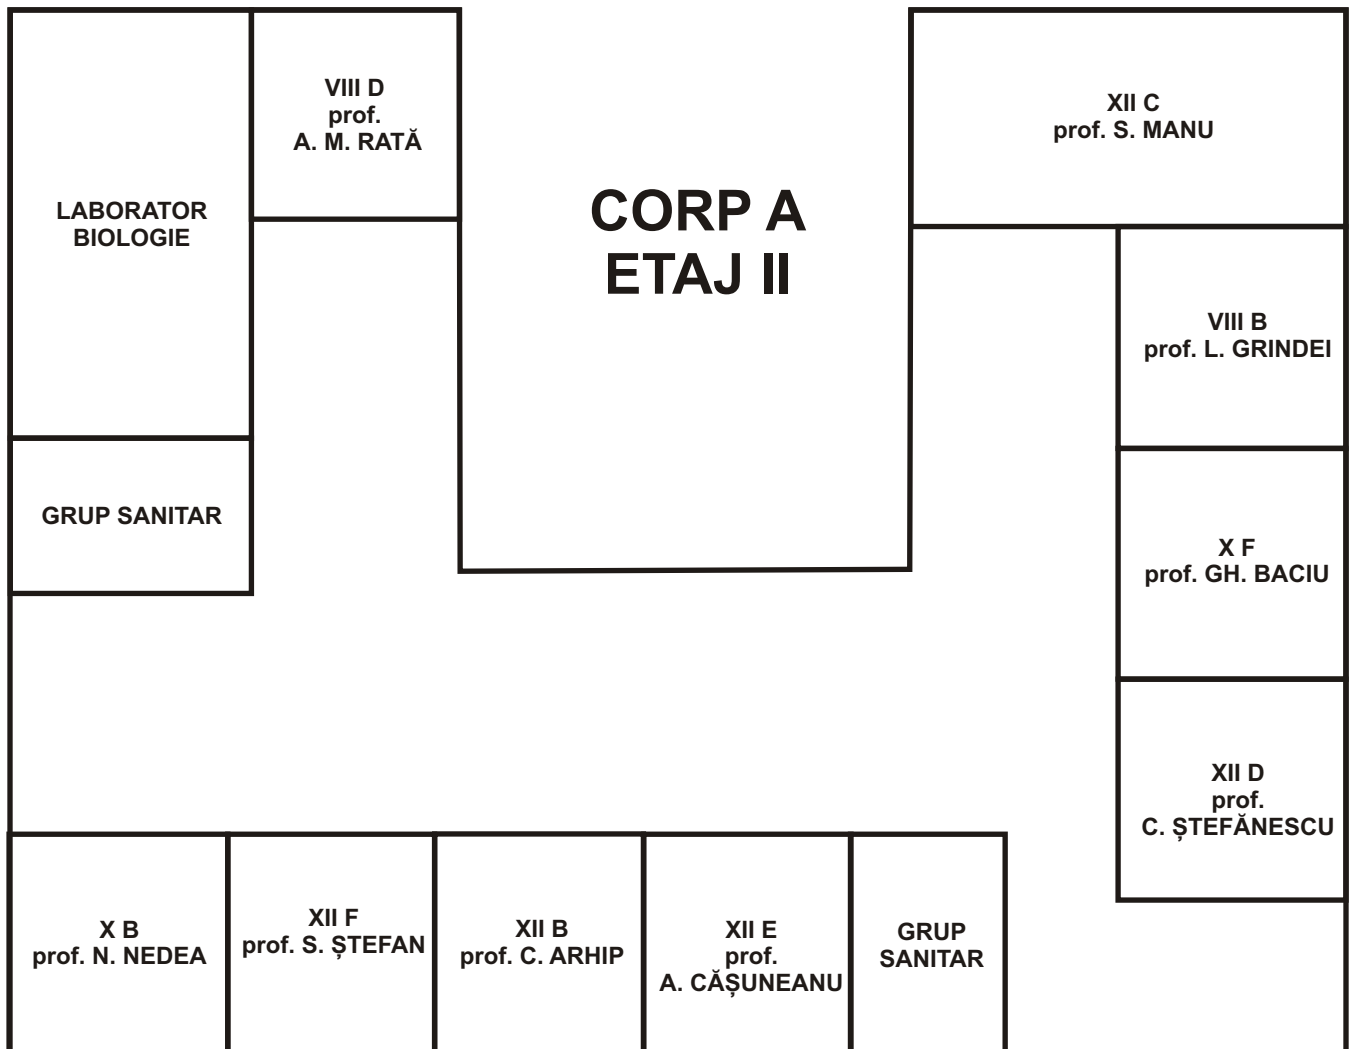 VIII D
prof.
A. M. RATĂ
XII C
prof. S. MANU
LABORATOR
BIOLOGIE
CORP A
ETAJ II
VIII B
prof. L. GRINDEI
GRUP SANITAR
X F
prof. GH. BACIU
XII D
prof.
C. ȘTEFĂNESCU
X B
prof. N. NEDEA
XII F
prof. S. ȘTEFAN
XII B
prof. C. ARHIP
XII E
prof.
A. CĂȘUNEANU
GRUP
SANITAR